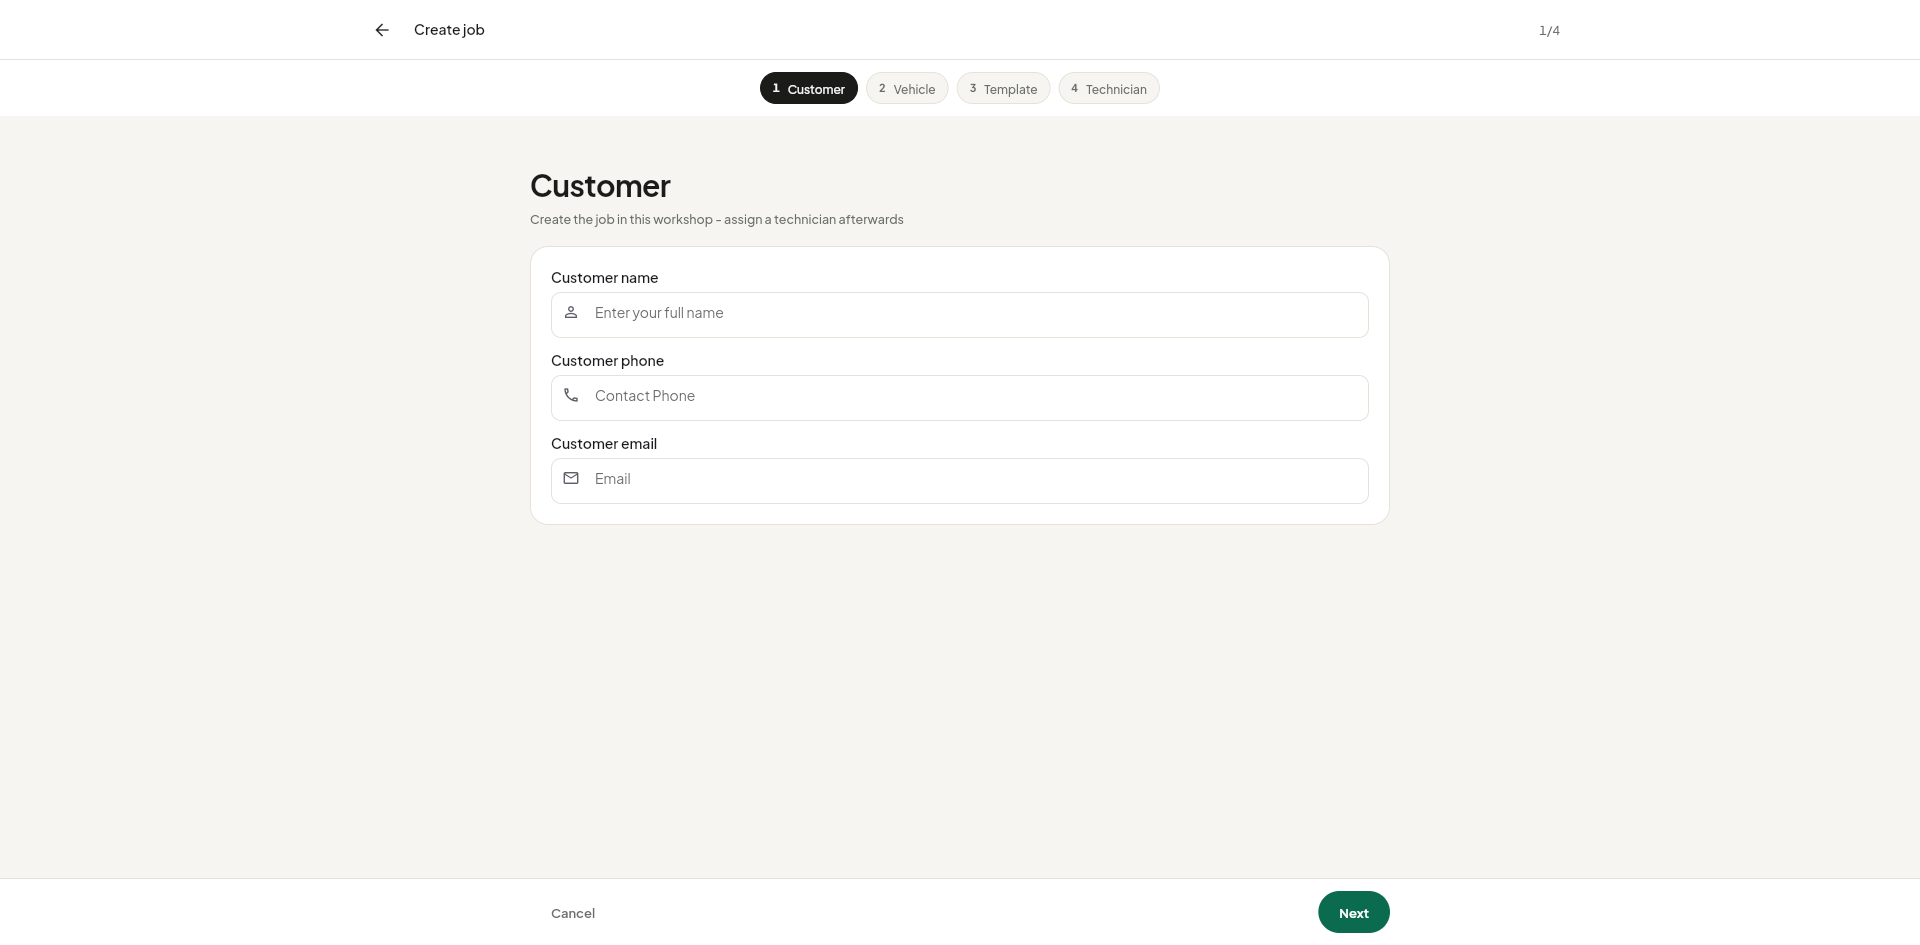 Create job
1/4
1 Customer 2 Vehicle 3 Template 4 Technician
Customer
Create the job in this workshop – assign a technician afterwards
Customer name
Enter your full name
Customer phone
Contact Phone
Customer email
Email
Cancel
Next